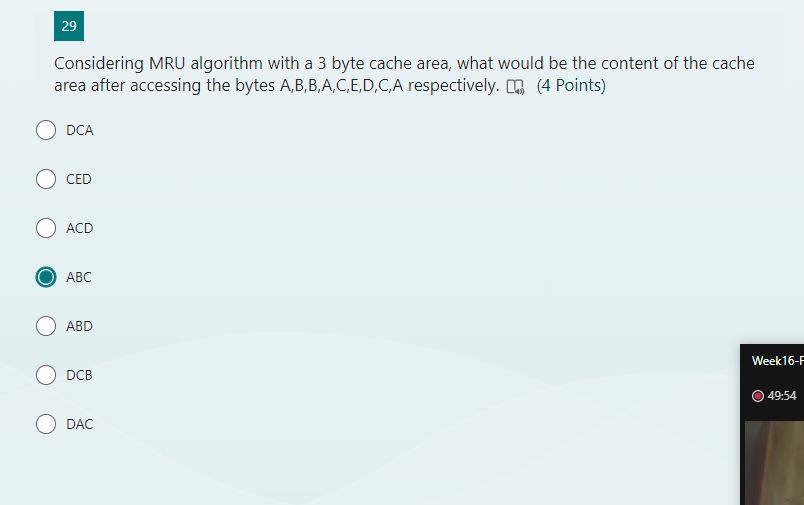 29
Considering MRU algorithm with a 3 byte cache area, what would be the content of the cache
area after accessing the bytes A,B,B,A,C,E,D,C,A respectively. (4 Points)
DCA
CED
ACD
ABC
ABD
DCB
DAC
Week16-F
49:54